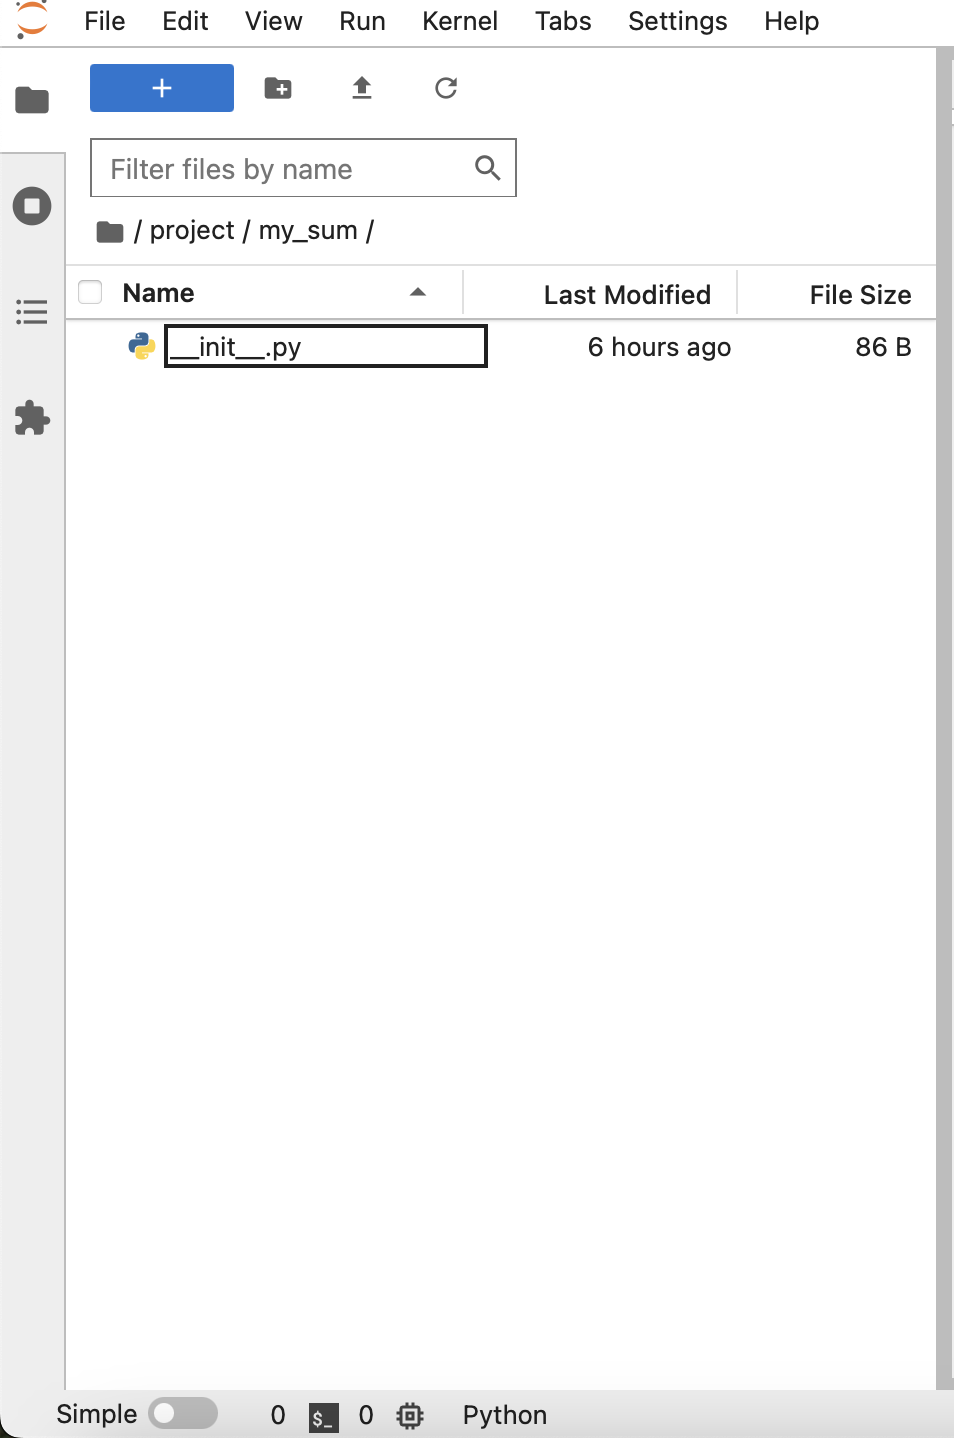 File Edit View Run Kernel Tabs Settings Help
+
Filter files by name
/ project / my_sum /
Name Last Modified File Size
__init__.py 6 hours ago 86 B
Simple 0 $_ 0 Python